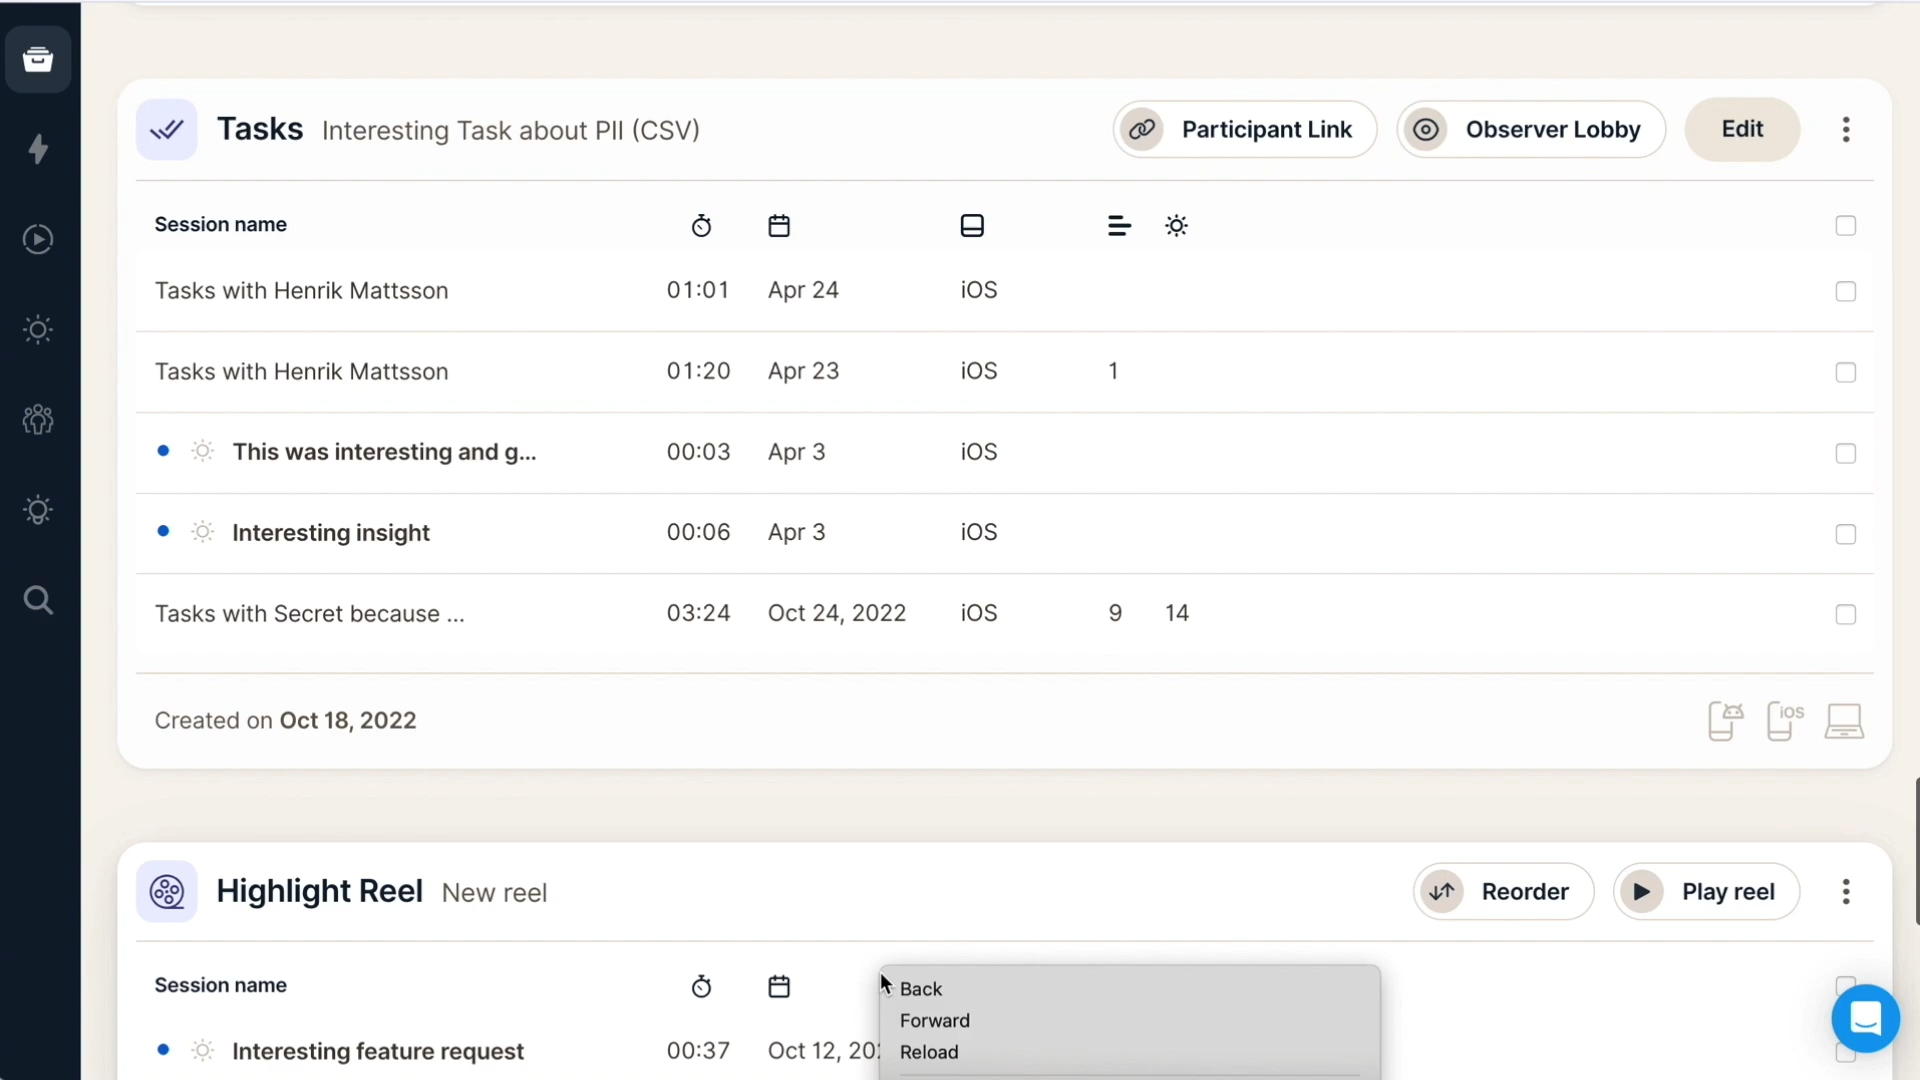 Tasks Interesting Task about PII (CSV) Participant Link Observer Lobby Edit
Session name
Tasks with Henrik Mattsson 01:01 Apr 24 iOS
Tasks with Henrik Mattsson 01:20 Apr 23 iOS 1
This was interesting and g... 00:03 Apr 3 iOS
Interesting insight 00:06 Apr 3 iOS
Tasks with Secret because ... 03:24 Oct 24, 2022 iOS 9 14
Created on Oct 18, 2022 iOS
Highlight Reel New reel Reorder Play reel
Session name
Back
Forward
Interesting feature request 00:37 Oct 12, 20
Reload